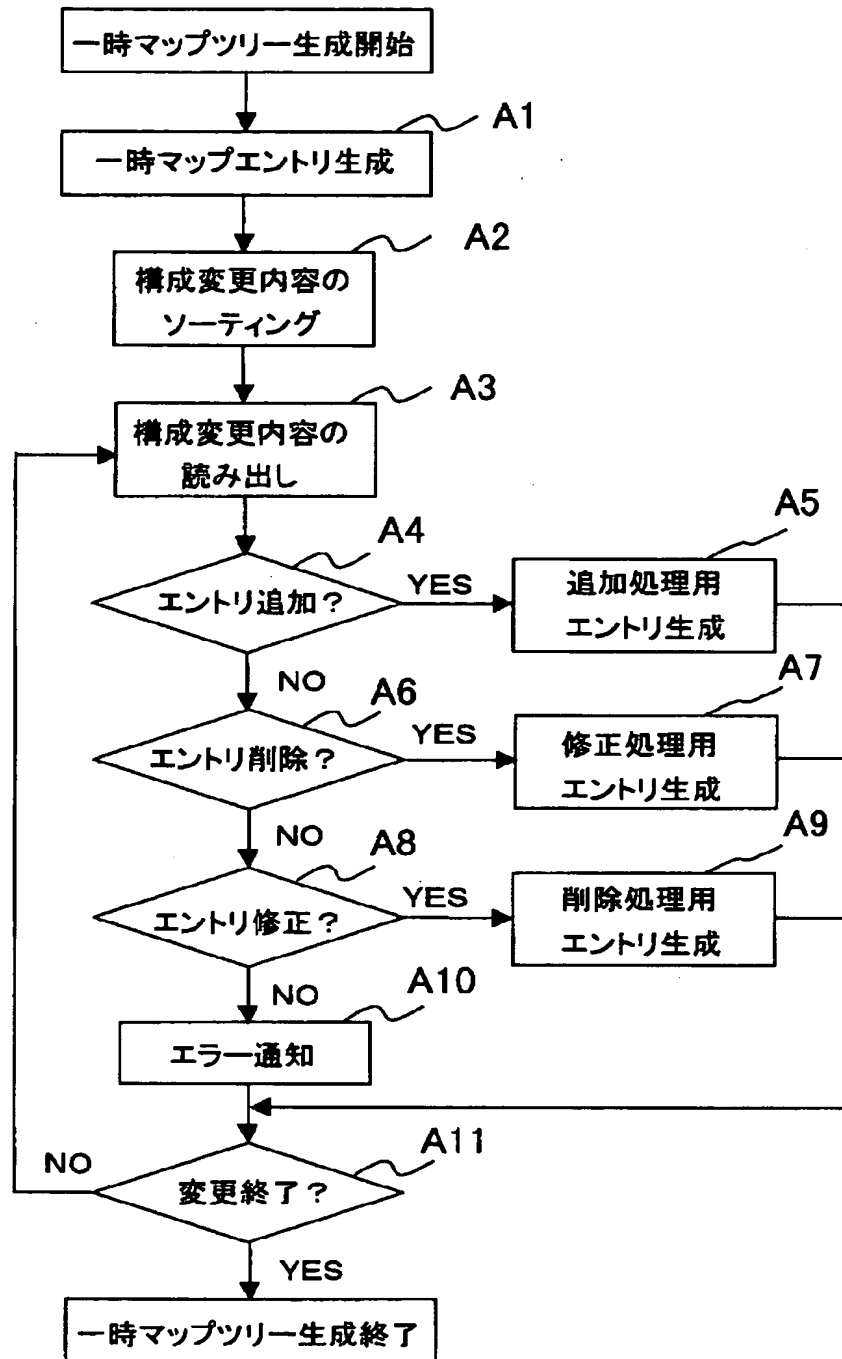 一時マップツリー生成開始
A1
一時マップエントリ生成
A2
構成変更内容の
ソーティング
A3
構成変更内容の
読み出し
A4
エントリ追加？
YES
A5
追加処理用
エントリ生成
NO
A6
エントリ削除？
YES
A7
修正処理用
エントリ生成
NO
A8
エントリ修正？
YES
A9
削除処理用
エントリ生成
NO
A10
エラー通知
A11
NO
変更終了？
YES
一時マップツリー生成終了